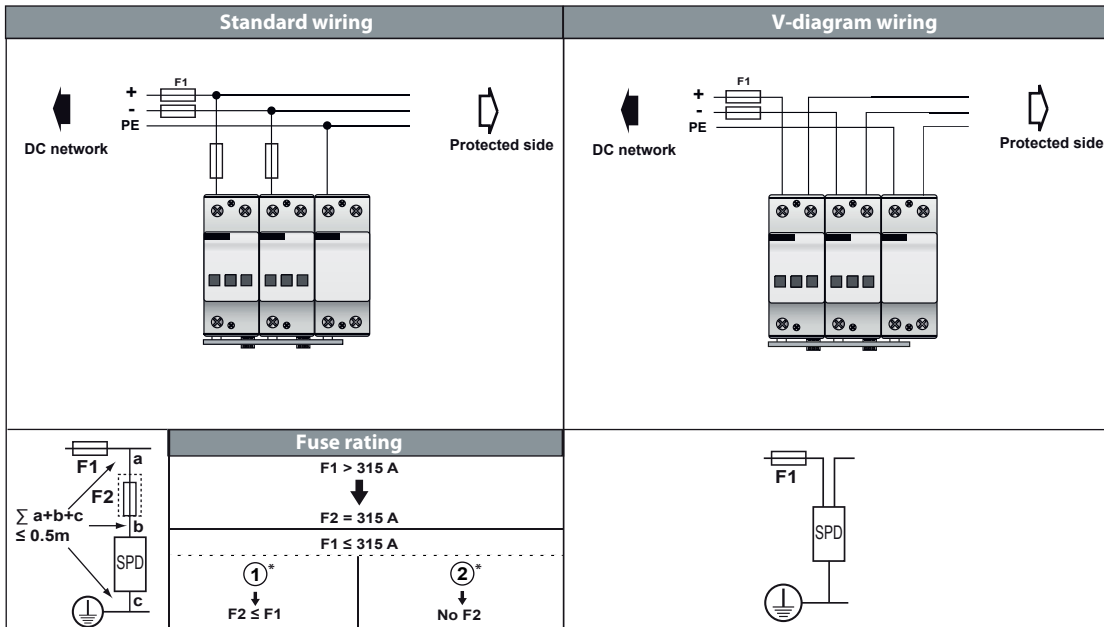 Standard wiring
V-diagram wiring
F1
+
-
PE
DC network
Protected side
F1
+
-
PE
DC network
Protected side
Fuse rating
F1
a
F2
∑ a+b+c
≤ 0.5m
b
SPD
c
F1 > 315 A
F2 = 315 A
F1 ≤ 315 A
1*
F2 ≤ F1
2*
No F2
F1
SPD